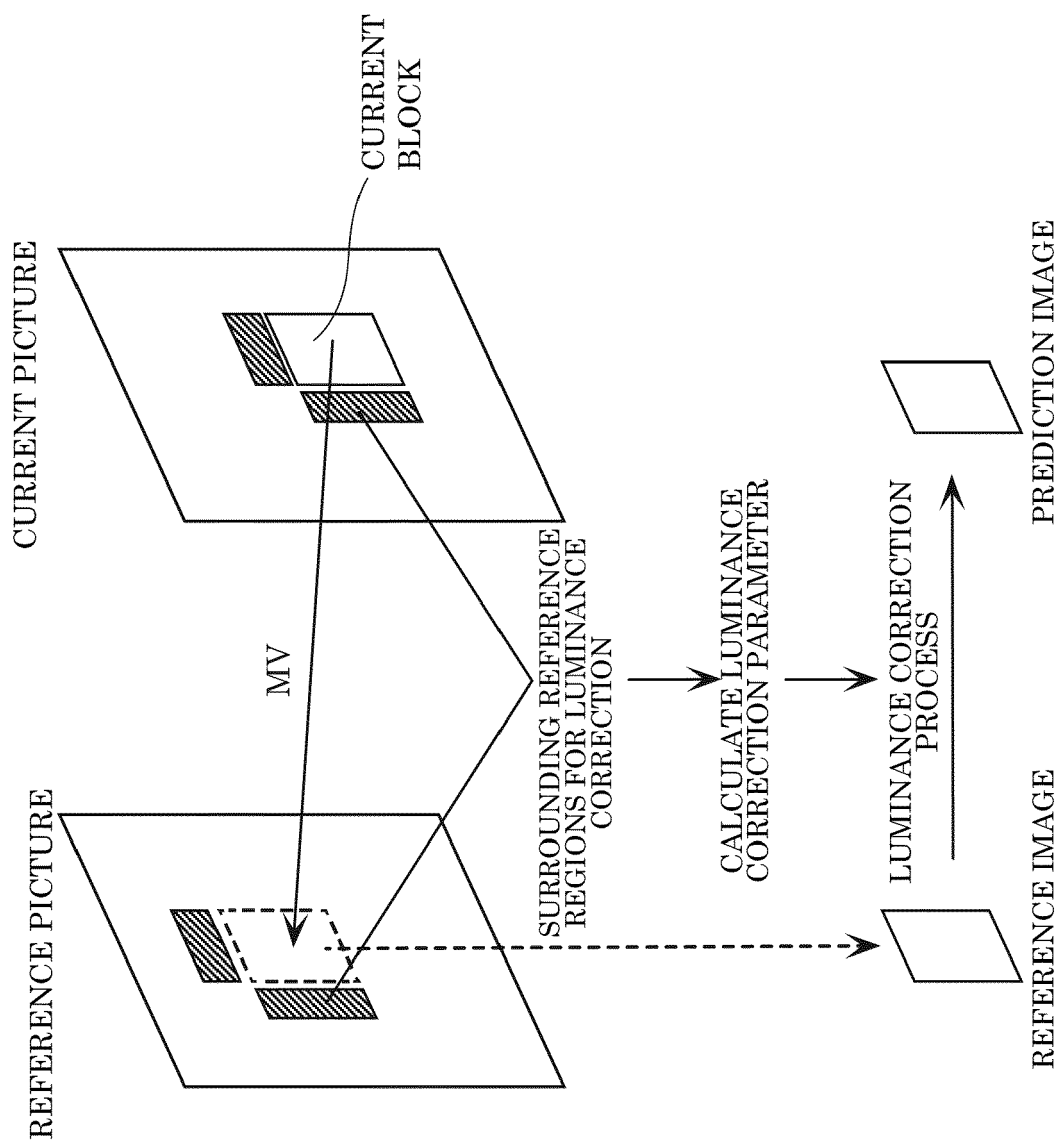 REFERENCE PICTURE
CURRENT PICTURE
MV
CURRENT
BLOCK
SURROUNDING REFERENCE
REGIONS FOR LUMINANCE
CORRECTION
CALCULATE LUMINANCE
CORRECTION PARAMETER
LUMINANCE CORRECTION
PROCESS
REFERENCE IMAGE
PREDICTION IMAGE